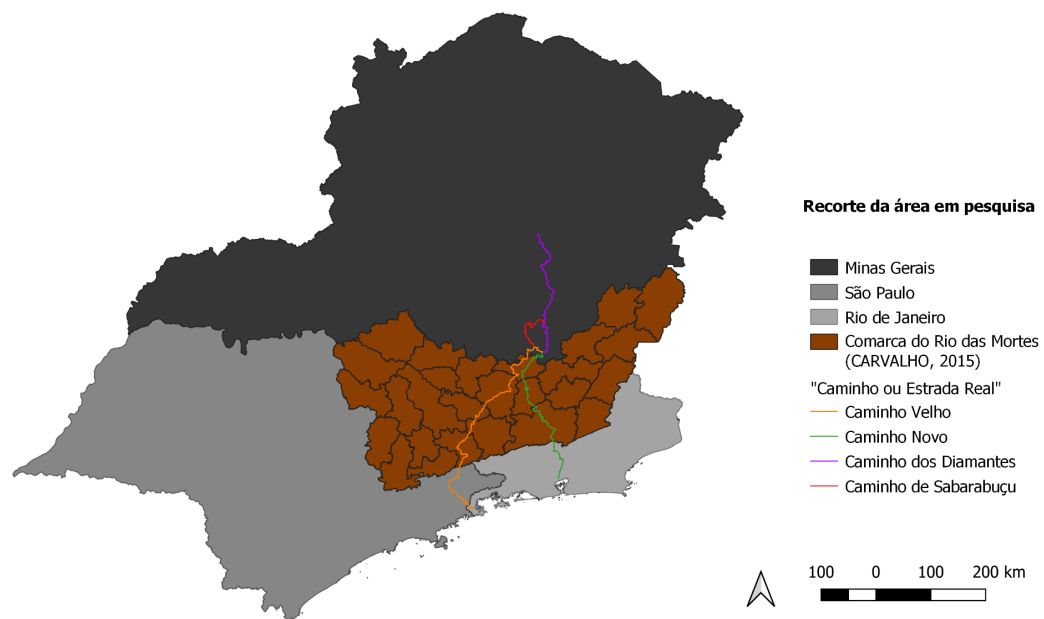 Recorte da área em pesquisa
Minas Gerais
São Paulo
Rio de Janeiro
Comarca do Rio das Mortes
(CARVALHO, 2015)
"Caminho ou Estrada Real"
Caminho Velho
Caminho Novo
Caminho dos Diamantes
Caminho de Sabarabuçu
100 0 100 200 km